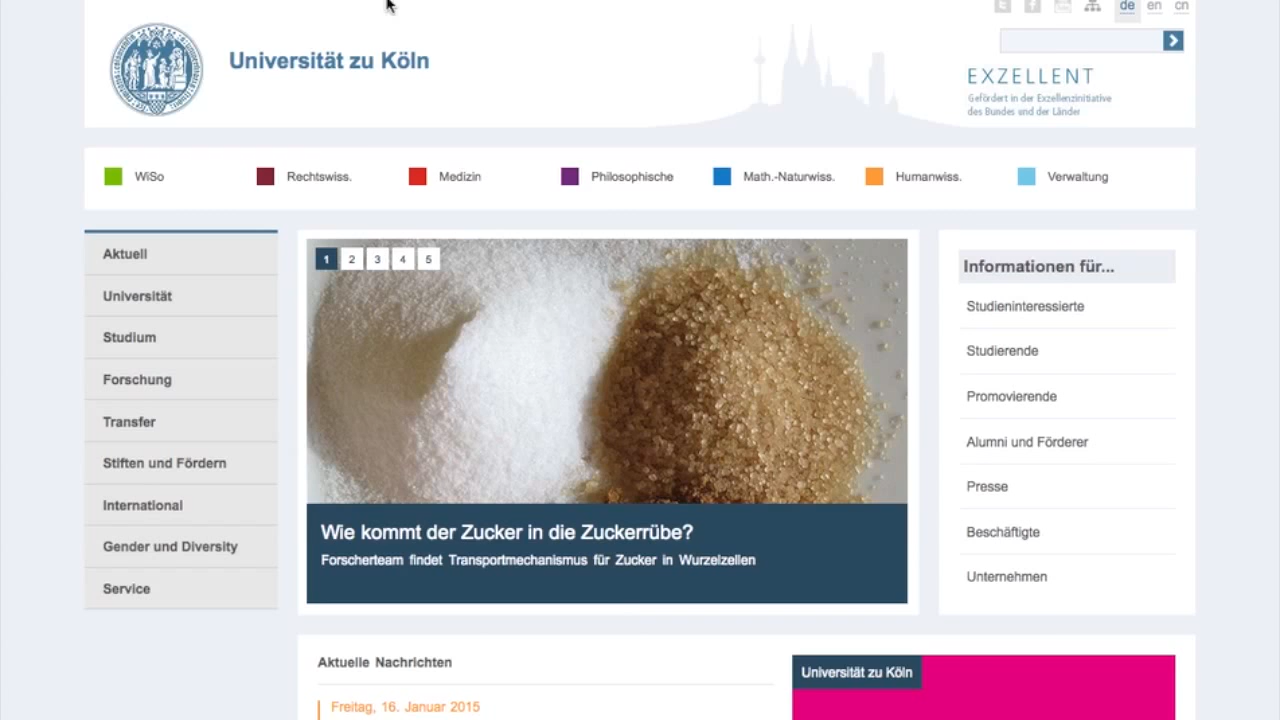 de en cn
Universität zu Köln
EXZELLENT
Gefördert in der Exzellenzinitiative
des Bundes und der Länder
WiSo
Rechtswiss.
Medizin
Philosophische
Math.-Naturwiss.
Humanwiss.
Verwaltung
Aktuell
Universität
Studium
Forschung
Transfer
Stiften und Fördern
International
Gender und Diversity
Service
1 2 3 4 5
Wie kommt der Zucker in die Zuckerrübe?
Forscherteam findet Transportmechanismus für Zucker in Wurzelzellen
Informationen für...
Studieninteressierte
Studierende
Promovierende
Alumni und Förderer
Presse
Beschäftigte
Unternehmen
Aktuelle Nachrichten
Freitag, 16. Januar 2015
Universität zu Köln